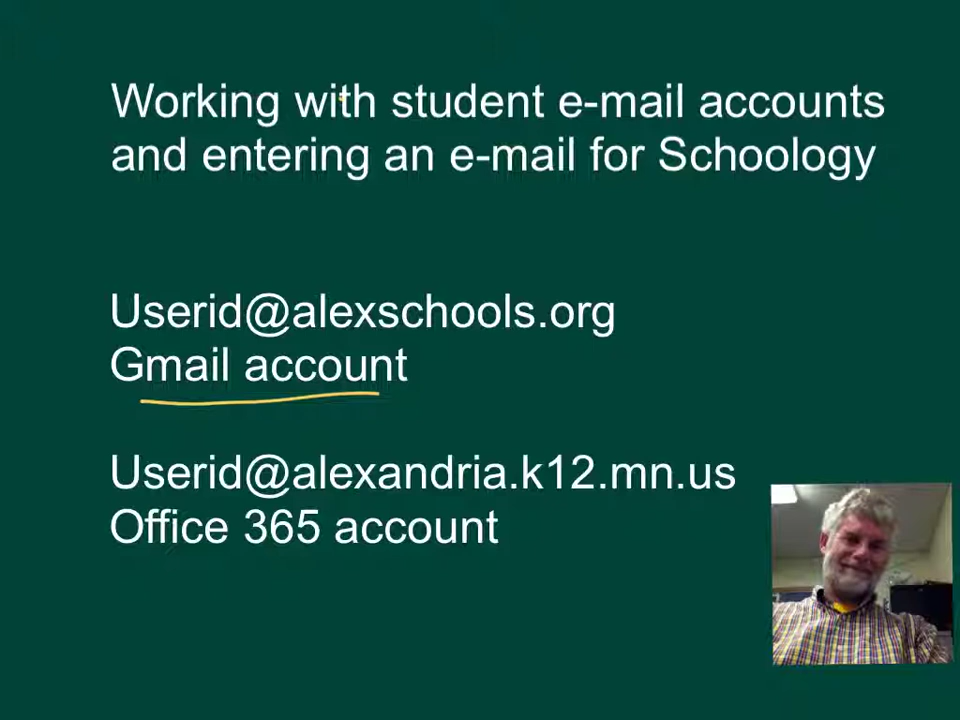 Working with student e-mail accounts
and entering an e-mail for Schoology
Userid@alexschools.org
Gmail account
Userid@alexandria.k12.mn.us
Office 365 account